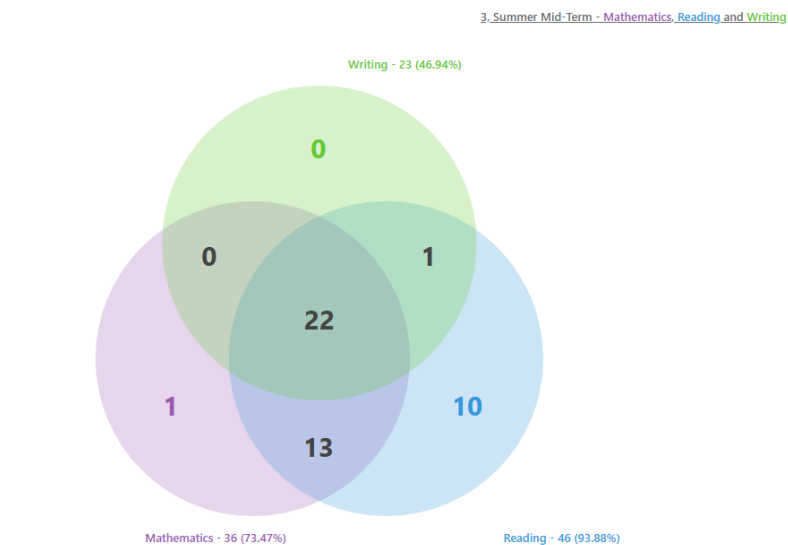 3, Summer Mid-Term - Mathematics, Reading and Writing
Writing - 23 (46.94%)
0
0
1
22
1
10
13
Mathematics - 36 (73.47%)
Reading - 46 (93.88%)